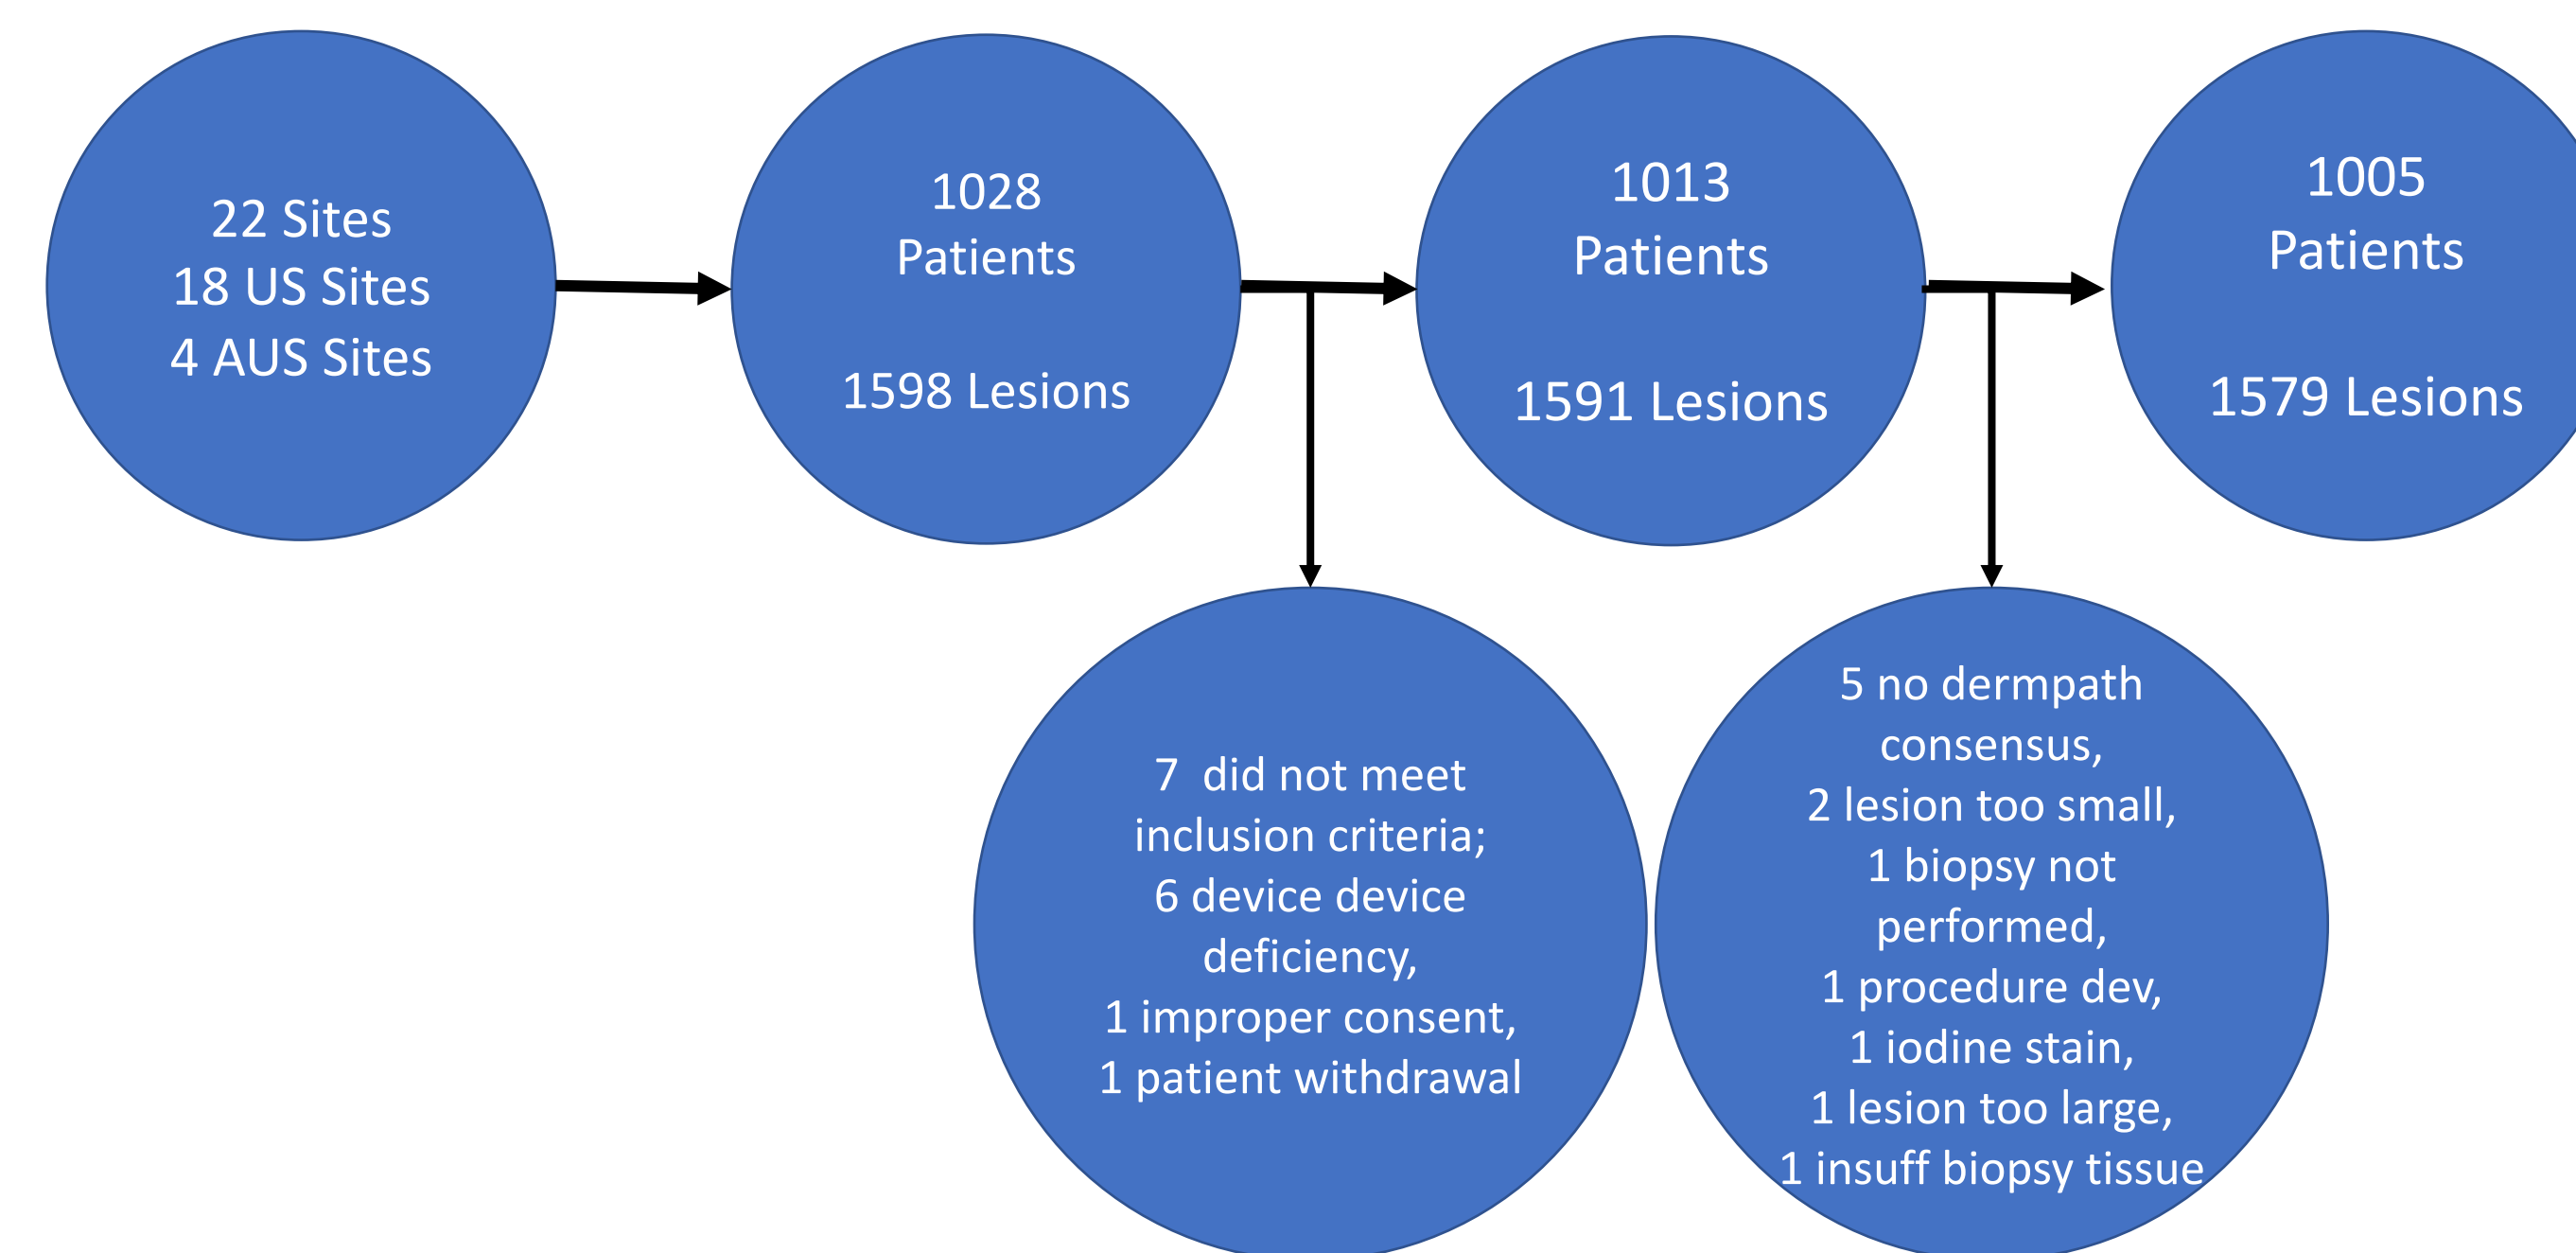 22 Sites
18 US Sites
4 AUS Sites
1028
Patients
1598 Lesions
1013
Patients
1591 Lesions
1005
Patients
1579 Lesions
7  did not meet
inclusion criteria;
6 device device
deficiency,
1 improper consent,
1 patient withdrawal
5 no dermpath
consensus,
2 lesion too small,
1 biopsy not
performed,
1 procedure dev,
1 iodine stain,
1 lesion too large,
1 insuff biopsy tissue